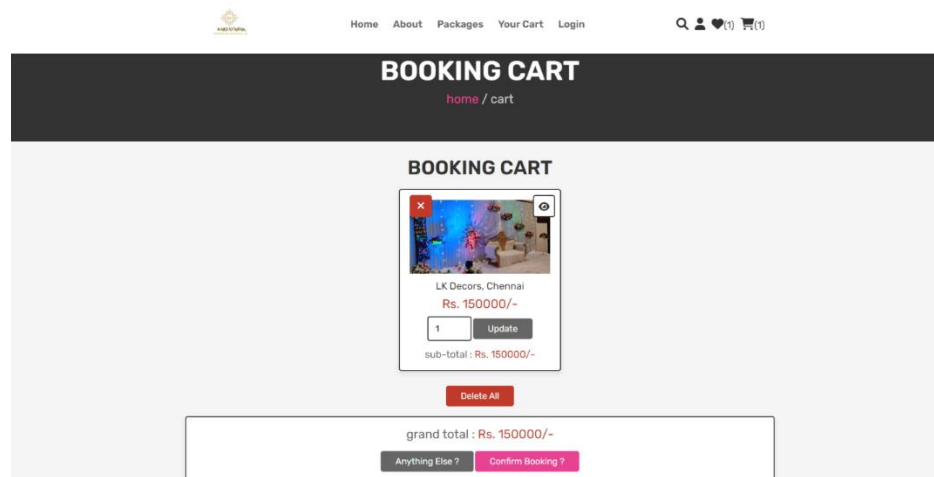 Home About Packages Your Cart Login (1) (1)
BOOKING CART
home / cart
BOOKING CART
LK Decors, Chennai
Rs. 150000/-
1 Update
sub-total : Rs. 150000/-
Delete All
grand total : Rs. 150000/-
Anything Else ? Confirm Booking ?